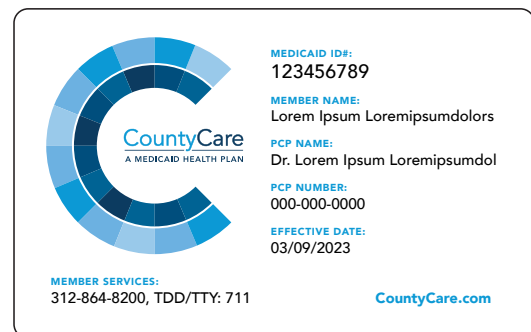 MEDICAID ID#:
123456789
MEMBER NAME:
Lorem Ipsum Loremipsumdolors
CountyCare
A MEDICAID HEALTH PLAN
PCP NAME:
Dr. Lorem Ipsum Loremipsumdol
PCP NUMBER:
000-000-0000
EFFECTIVE DATE:
03/09/2023
MEMBER SERVICES:
312-864-8200, TDD/TTY: 711
CountyCare.com